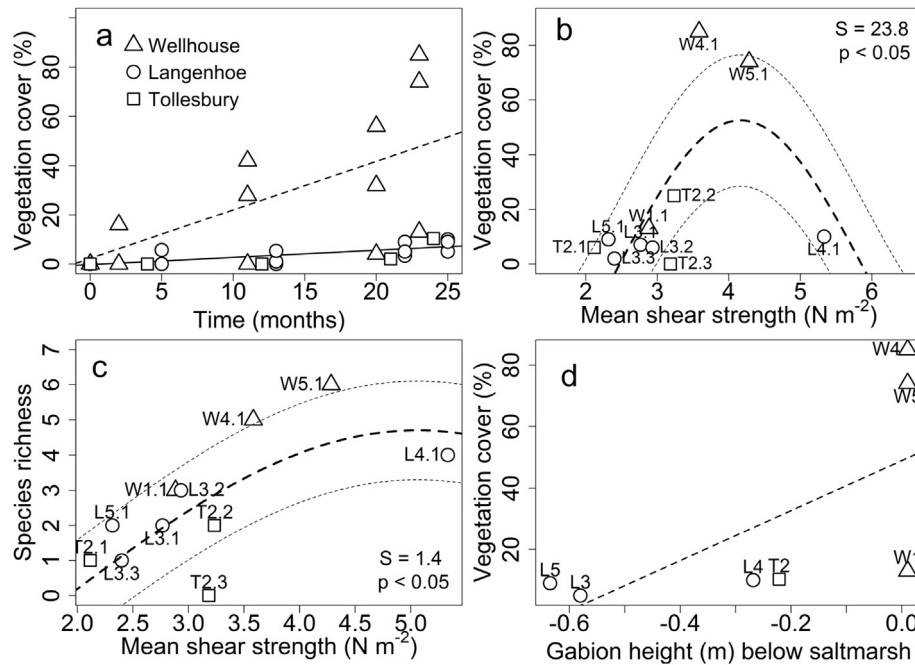 a
Wellhouse
Langenhoe
Tollesbury
Vegetation cover (%)
0 20 40 60 80
0 5 10 15 20 25
Time (months)
b
S = 23.8
p < 0.05
W4.1
W5.1
T2.2
W1.1
L5.1
L3.1
T2.1
L3.2
L3.3
T2.3
L4.1
Vegetation cover (%)
0 20 40 60 80
2 3 4 5 6
Mean shear strength (N m-2)
c
W5.1
W4.1
L4.1
W1.1
L3.2
L5.1
T2.2
L3.1
T2.1
L3.3
T2.3
S = 1.4
p < 0.05
Species richness
0 1 2 3 4 5 6 7
2.0 2.5 3.0 3.5 4.0 4.5 5.0
Mean shear strength (N m-2)
d
W4
W5
L5
L3
L4
T2
W1
Vegetation cover (%)
20 40 60 80
-0.6 -0.4 -0.2 0.0
Gabion height (m) below saltmarsh